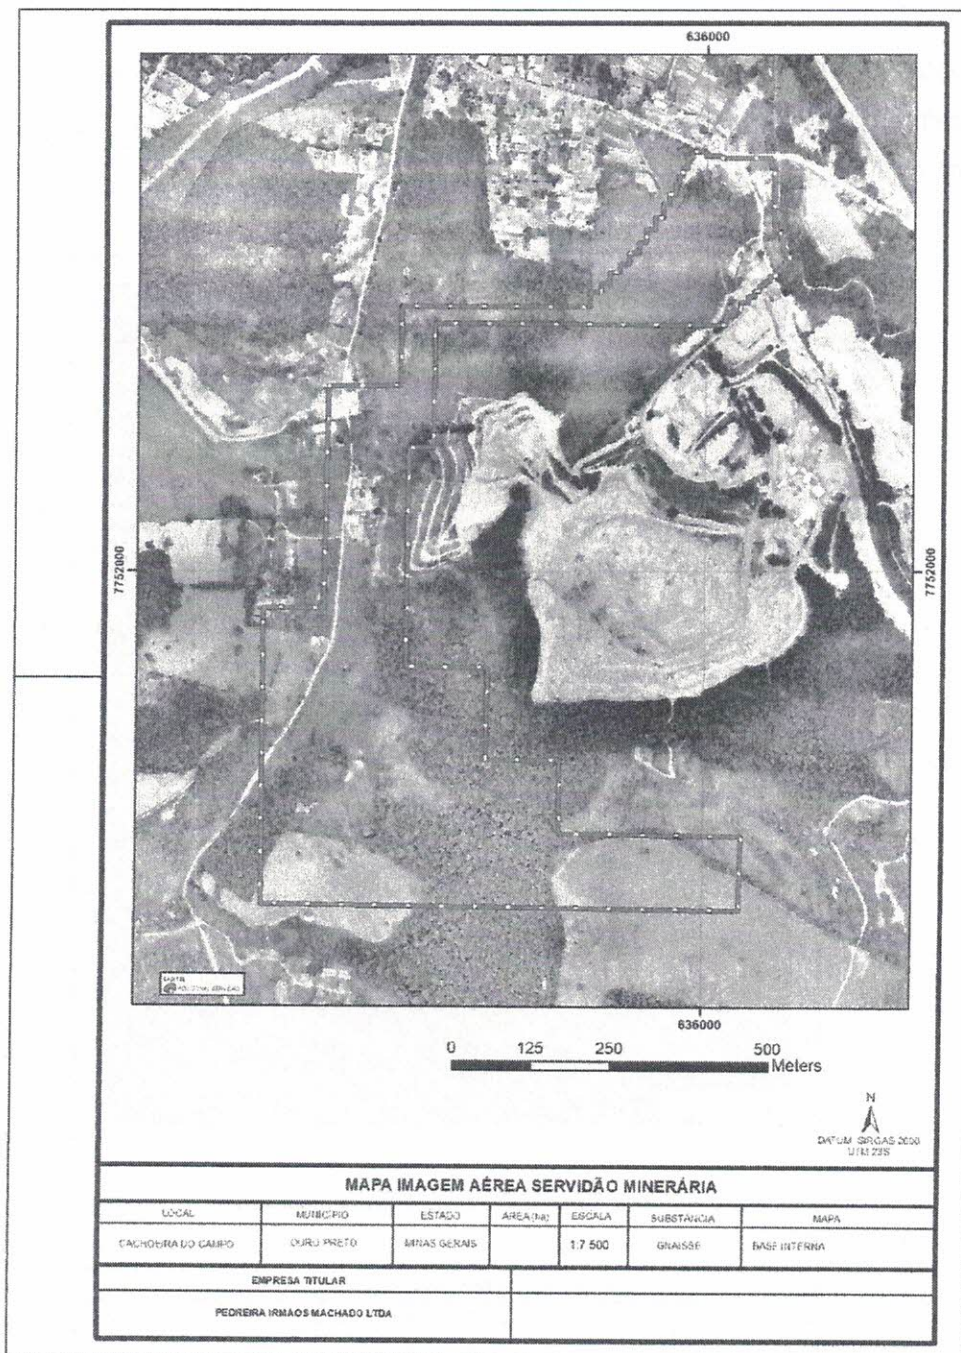 636000
7752000
7752000
636000
0 125 250 500
Meters
N
DATUM SIRGAS 2000
UTM 23S
MAPA IMAGEM AÉREA SERVIDÃO MINERÁRIA
LOCAL MUNICÍPIO ESTADO AREA(ha) ESCALA SUBSTANCIA MAPA
CACHOEIRA DO CAMPO OURO PRETO MINAS GERAIS 1:7 500 GNAISSE BASE INTERNA
EMPRESA TITULAR
PEDREIRA IRMAOS MACHADO LTDA